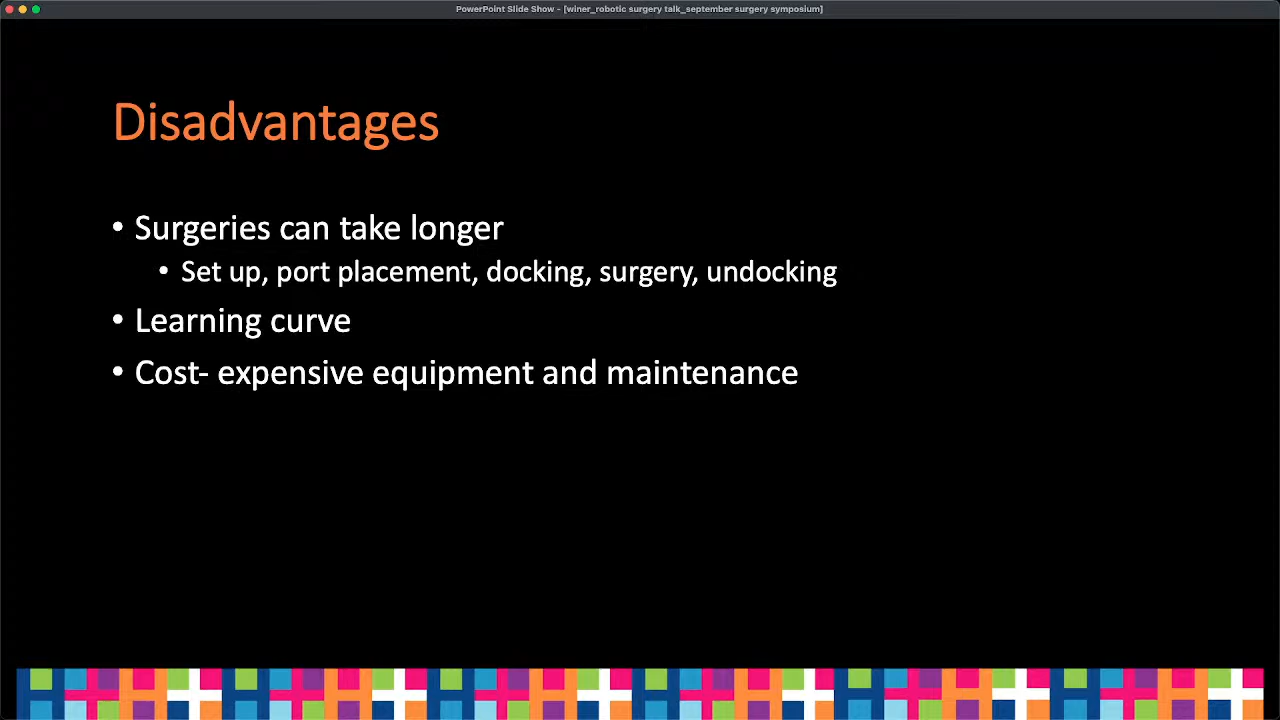 PowerPoint Slide Show - [winer_robotic surgery talk_september surgery symposium]
Disadvantages
• Surgeries can take longer
• Set up, port placement, docking, surgery, undocking
• Learning curve
• Cost- expensive equipment and maintenance